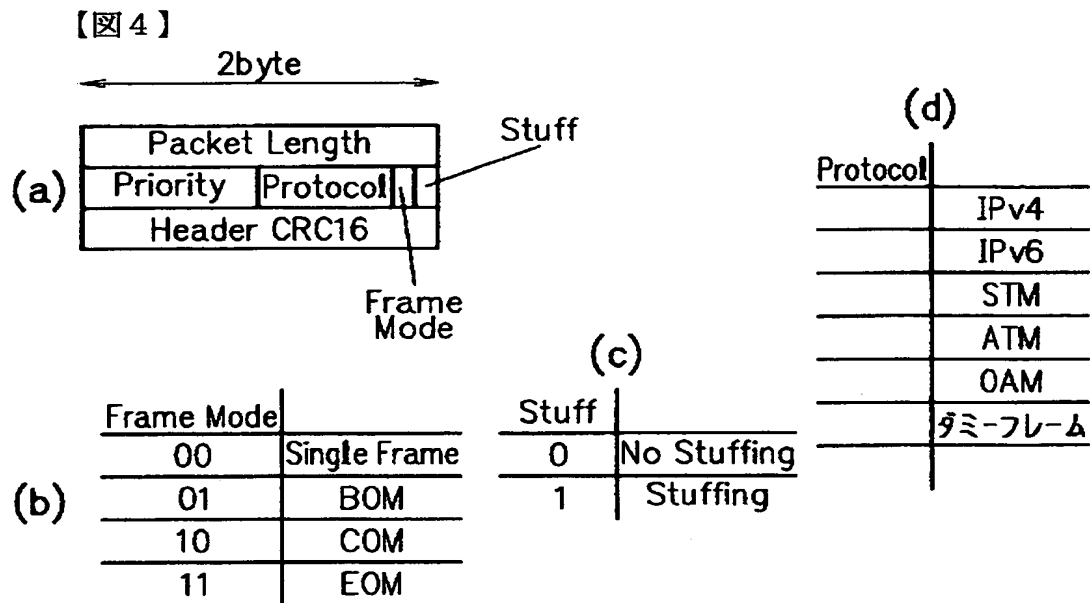 【図４】
2byte
(a)
Packet Length
Priority Protocol
Header CRC16
Stuff
Frame
Mode
(b)
Frame Mode
00 Single Frame
01 BOM
10 COM
11 EOM
(c)
Stuff
0 No Stuffing
1 Stuffing
(d)
Protocol
IPv4
IPv6
STM
ATM
OAM
ダミーフレーム